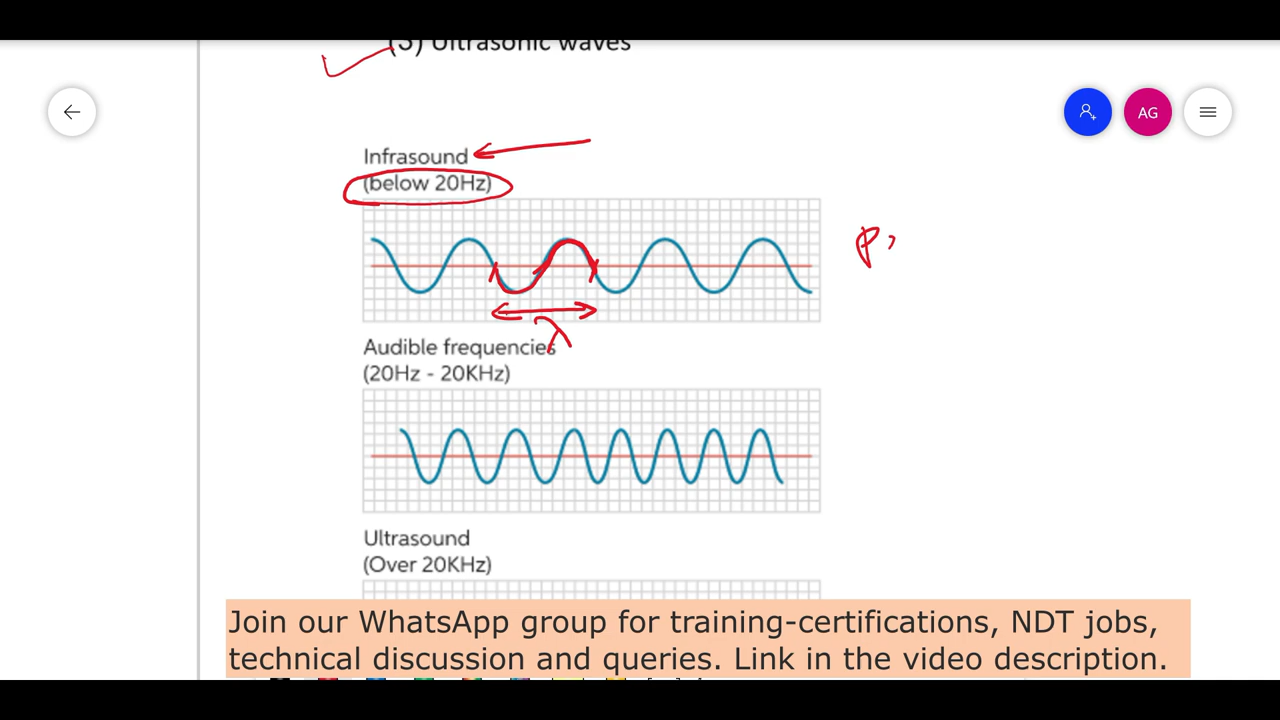 (3) Ultrasonic waves
AG
Infrasound
(below 20Hz)
λ
Audible frequencies
(20Hz - 20KHz)
Ultrasound
(Over 20KHz)
Join our WhatsApp group for training-certifications, NDT jobs,
technical discussion and queries. Link in the video description.